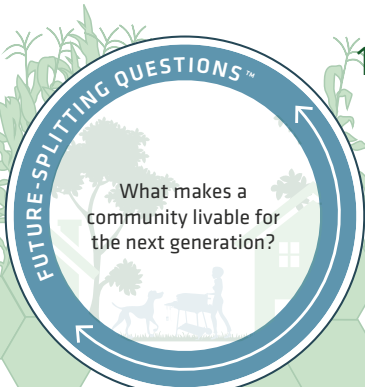 FUTURE-SPLITTING QUESTIONS™
What makes a
community livable for
the next generation?